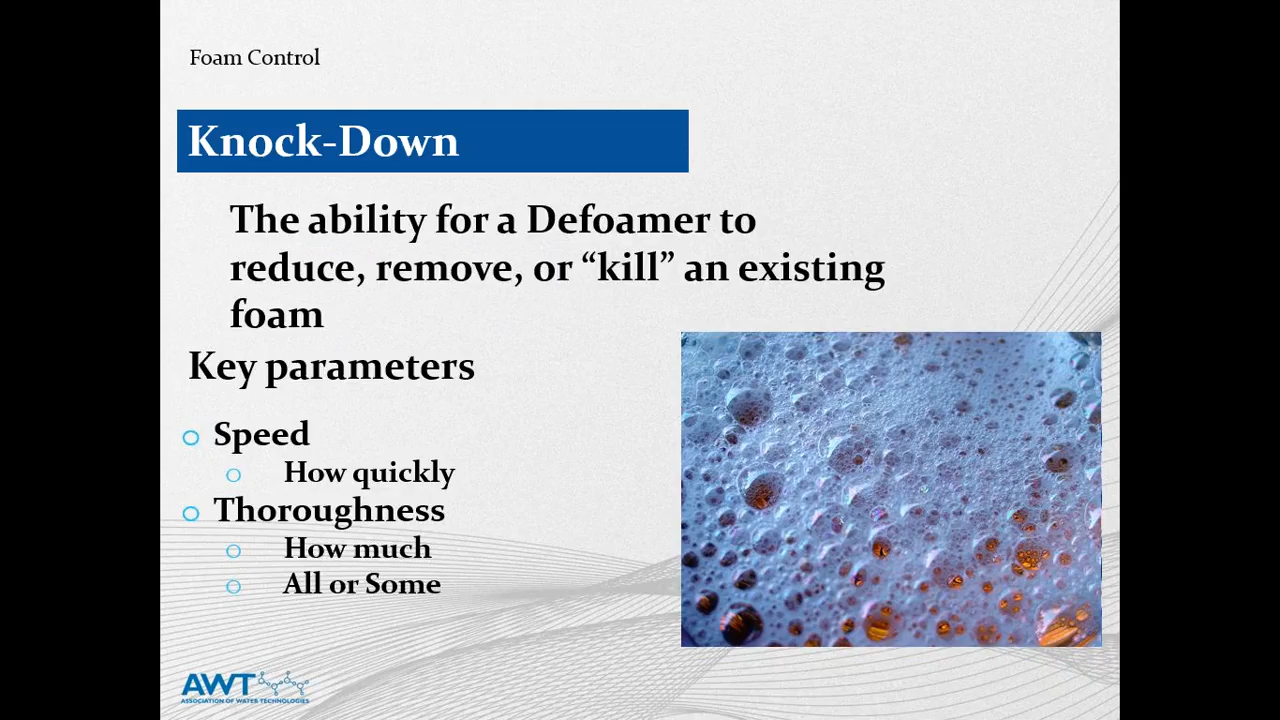 Foam Control
Knock-Down
The ability for a Defoamer to
reduce, remove, or “kill” an existing
foam
Key parameters
Speed
How quickly
Thoroughness
How much
All or Some
AWT
ASSOCIATION OF WATER TECHNOLOGIES